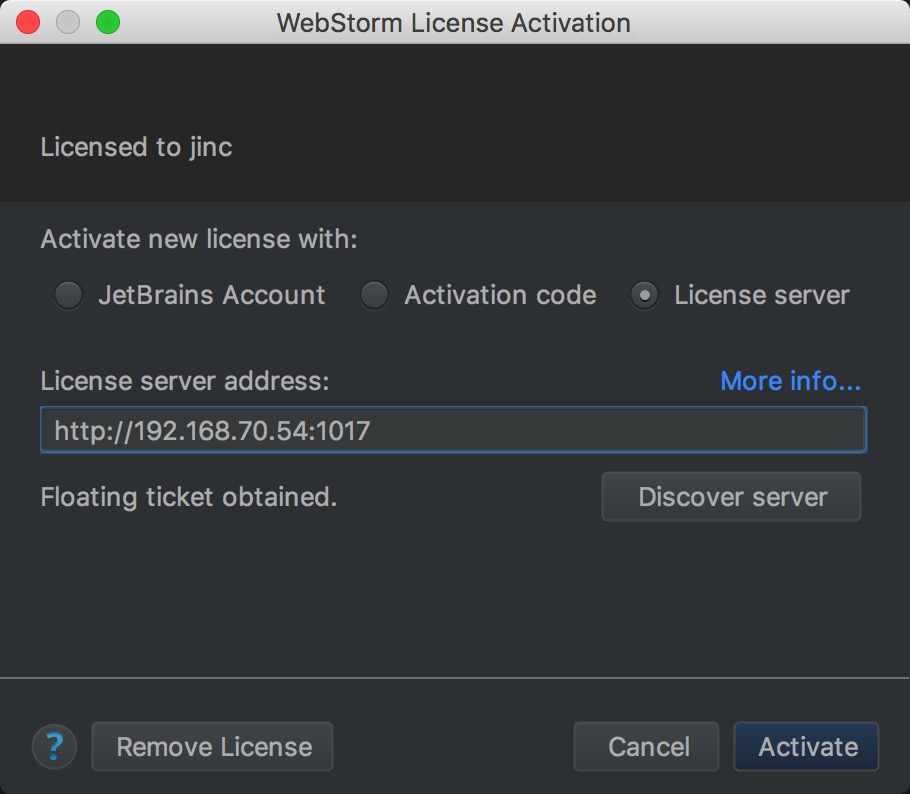 WebStorm License Activation
Licensed to jinc
Activate new license with:
JetBrains Account Activation code License server
License server address: More info...
http://192.168.70.54:1017
Floating ticket obtained. Discover server
? Remove License Cancel Activate